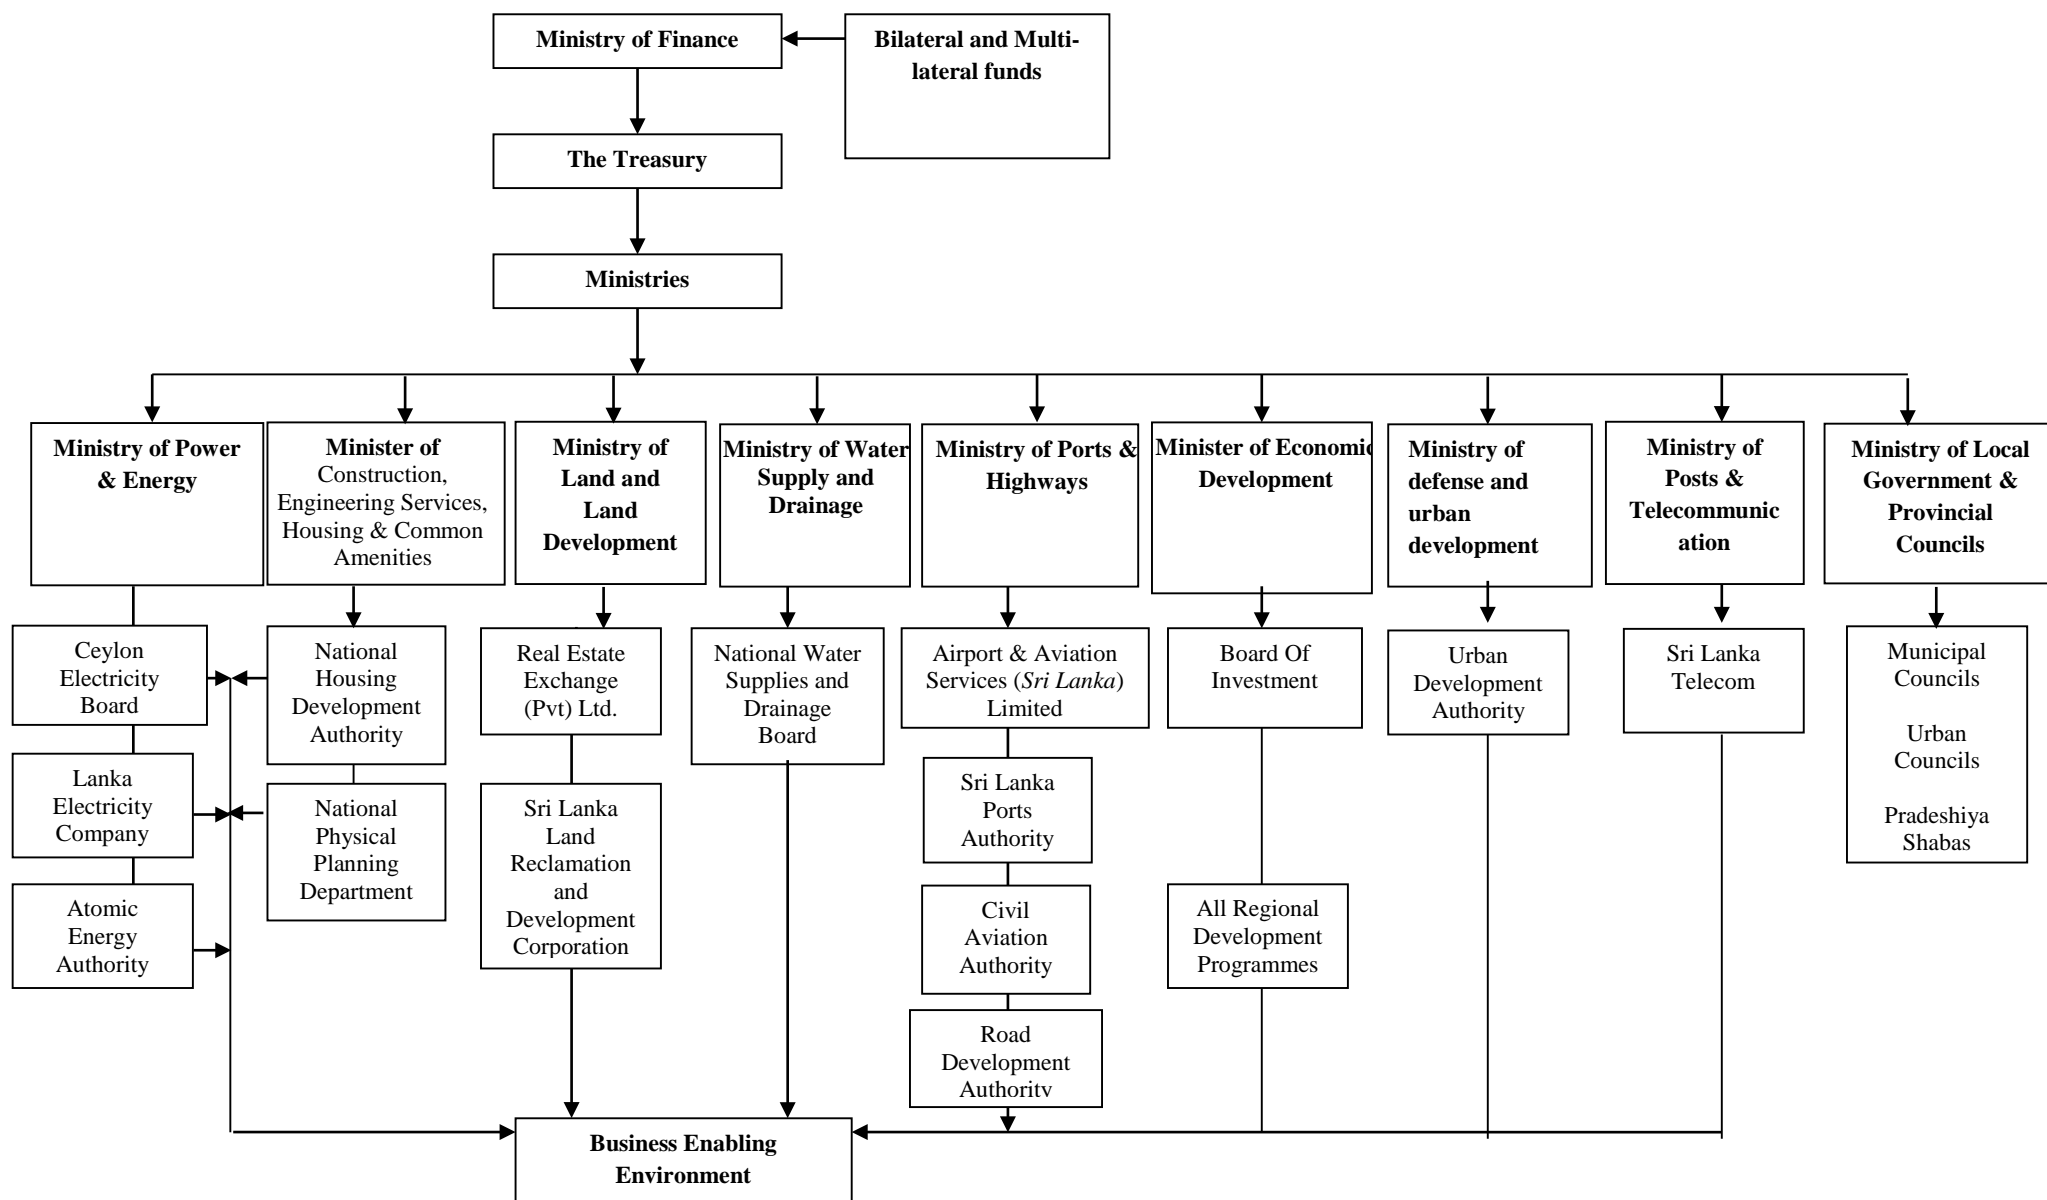 Ministry of Finance
Bilateral and Multi-
lateral funds
The Treasury
Ministries
Ministry of Power
& Energy
Minister of
Construction,
Engineering Services,
Housing & Common
Amenities
Ministry of
Land and
Land
Development
Ministry of Water
Supply and
Drainage
Ministry of Ports &
Highways
Minister of Economic
Development
Ministry of
defense and
urban
development
Ministry of
Posts &
Telecommunic
ation
Ministry of Local
Government &
Provincial
Councils
Ceylon
Electricity
Board
National
Housing
Development
Authority
Real Estate
Exchange
(Pvt) Ltd.
National Water
Supplies and
Drainage
Board
Airport & Aviation
Services (Sri Lanka)
Limited
Board Of
Investment
Urban
Development
Authority
Sri Lanka
Telecom
Municipal
Councils
Urban
Councils
Pradeshiya
Shabas
Lanka
Electricity
Company
National
Physical
Planning
Department
Sri Lanka
Land
Reclamation
and
Development
Corporation
Sri Lanka
Ports
Authority
Atomic
Energy
Authority
Civil
Aviation
Authority
All Regional
Development
Programmes
Road
Development
Authority
Business Enabling
Environment